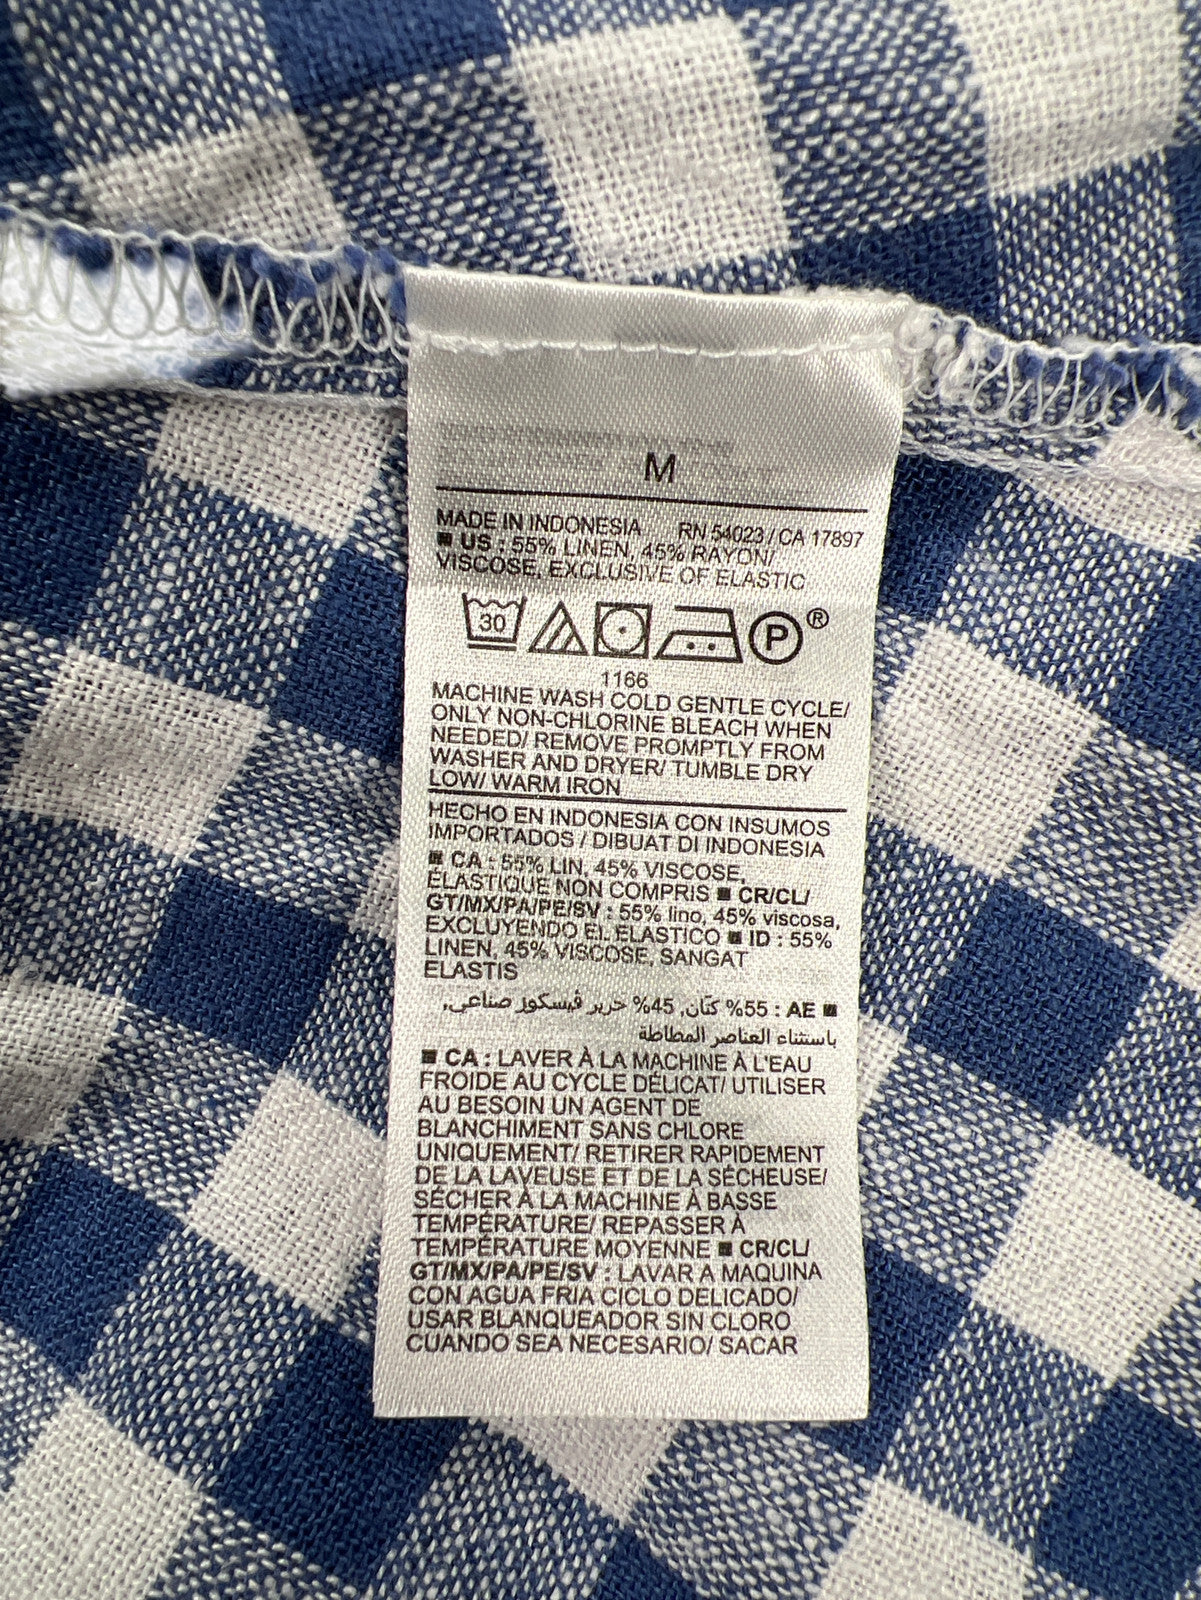 M
MADE IN INDONESIA RN 54023 / CA 17897
■ US : 55% LINEN, 45% RAYON/
VISCOSE, EXCLUSIVE OF ELASTIC
30 P ®
1166
MACHINE WASH COLD GENTLE CYCLE/
ONLY NON-CHLORINE BLEACH WHEN
NEEDED/ REMOVE PROMPTLY FROM
WASHER AND DRYER/ TUMBLE DRY
LOW/ WARM IRON
HECHO EN INDONESIA CON INSUMOS
IMPORTADOS / DIBUAT DI INDONESIA
■ CA : 55% LIN, 45% VISCOSE,
ÉLASTIQUE NON COMPRIS ■ CR/CL/
GT/MX/PA/PE/SV : 55% lino, 45% viscosa,
EXCLUYENDO EL ELASTICO ■ ID : 55%
LINEN, 45% VISCOSE, SANGAT
ELASTIS
■ AE : 55% كتّان, 45% حرير ڤيسكوز صناعي,
باستثناء العناصر المطاطة
■ CA : LAVER À LA MACHINE À L'EAU
FROIDE AU CYCLE DÉLICAT/ UTILISER
AU BESOIN UN AGENT DE
BLANCHIMENT SANS CHLORE
UNIQUEMENT/ RETIRER RAPIDEMENT
DE LA LAVEUSE ET DE LA SÉCHEUSE/
SÉCHER À LA MACHINE À BASSE
TEMPÉRATURE/ REPASSER À
TEMPÉRATURE MOYENNE ■ CR/CL/
GT/MX/PA/PE/SV : LAVAR A MAQUINA
CON AGUA FRIA CICLO DELICADO/
USAR BLANQUEADOR SIN CLORO
CUANDO SEA NECESARIO/ SACAR